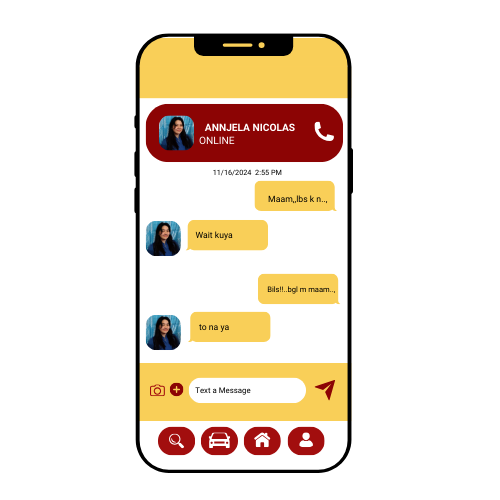 ANNJELA NICOLAS
ONLINE
11/16/2024 2:55 PM
Maam,,lbs k n..,
Wait kuya
Bils!!..bgl m maam..,
to na ya
Text a Message